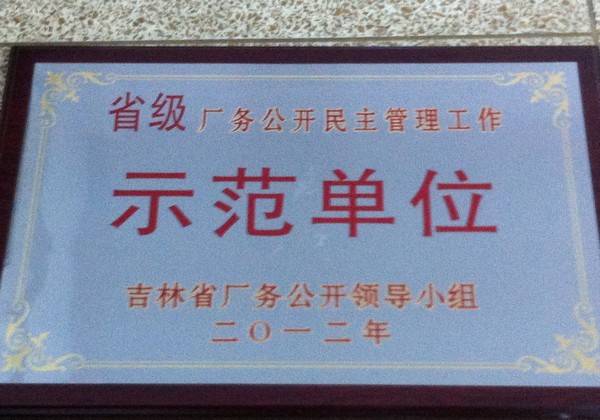 省级厂务公开民主管理工作
示范单位
吉林省厂务公开领导小组
二〇一二年